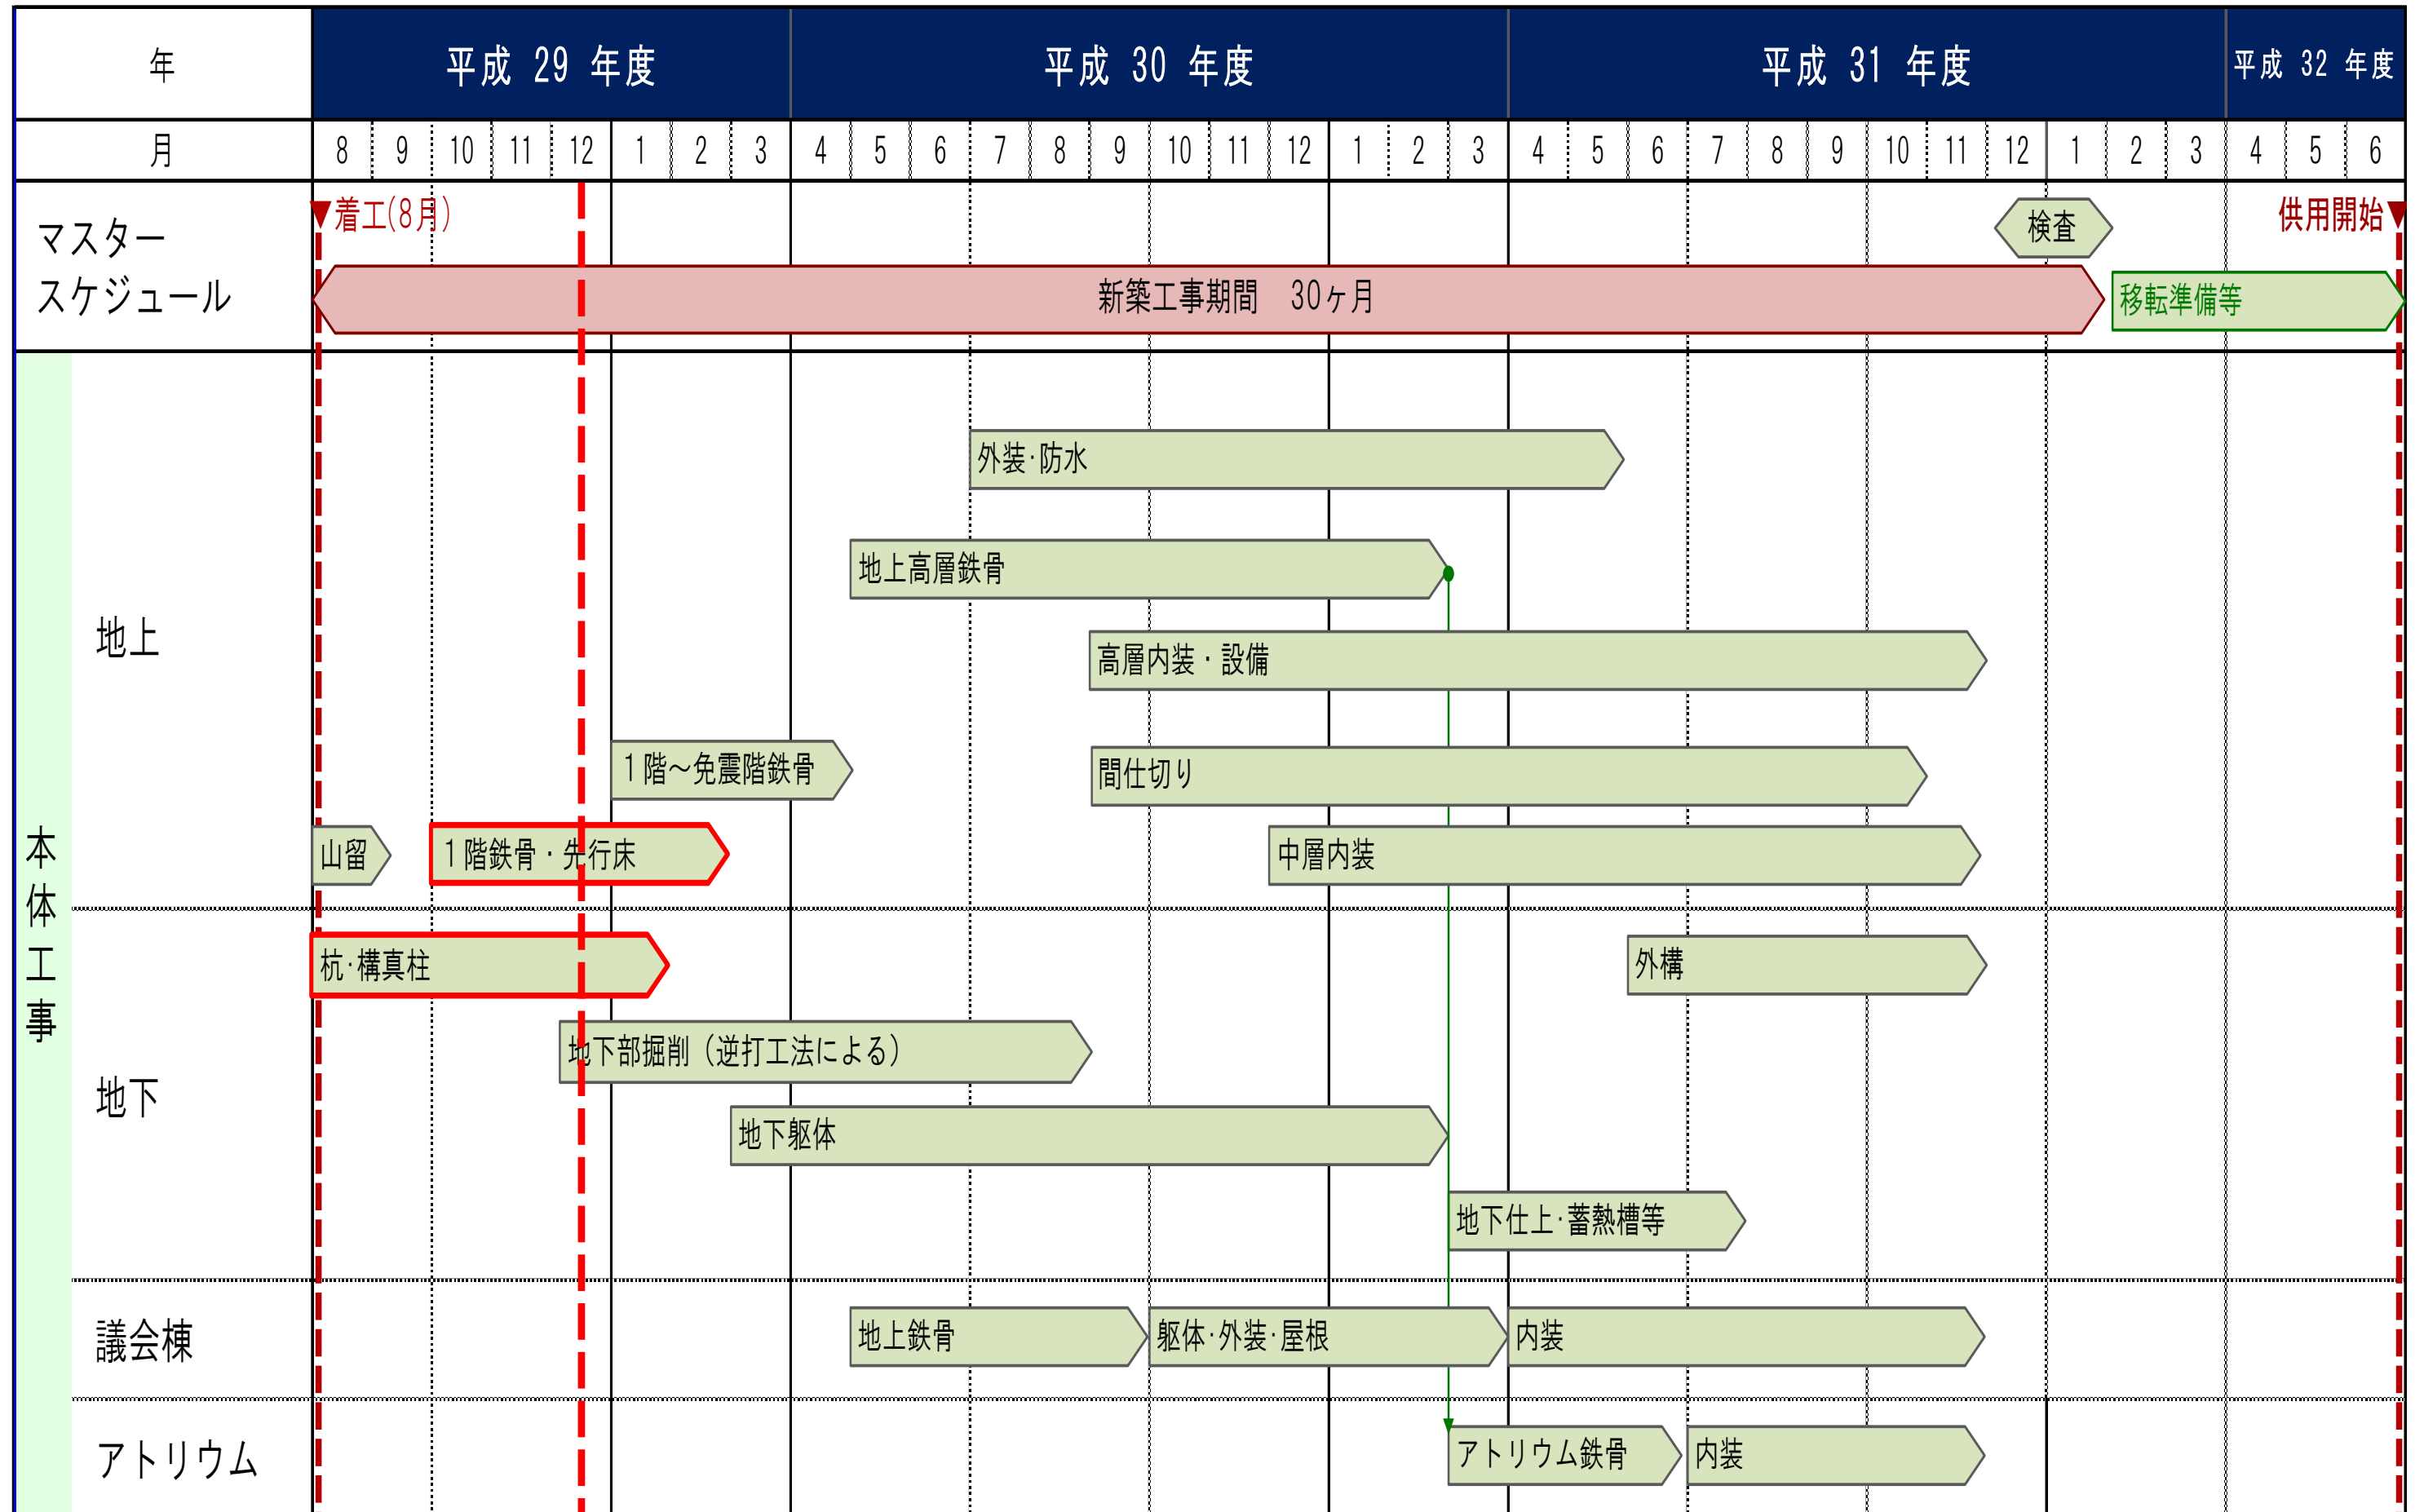 年
平成 29 年度
平成 30 年度
平成 31 年度
平成 32 年度
月
8 9 10 11 12 1 2 3 4 5 6 7 8 9 10 11 12 1 2 3 4 5 6 7 8 9 10 11 12 1 2 3 4 5 6
マスター
スケジュール
▼着工(8月)
検査
供用開始▼
新築工事期間　30ヶ月
移転準備等
本体工事
地上
外装･防水
地上高層鉄骨
高層内装・設備
１階～免震階鉄骨
間仕切り
山留
１階鉄骨・先行床
中層内装
地下
杭･構真柱
外構
地下部掘削（逆打工法による）
地下躯体
地下仕上･蓄熱槽等
議会棟
地上鉄骨
躯体･外装･屋根
内装
アトリウム
アトリウム鉄骨
内装